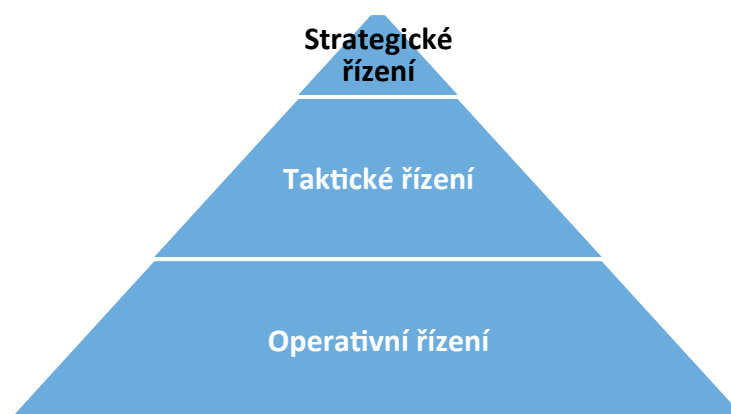 Strategické
řízení
Taktické řízení
Operativní řízení